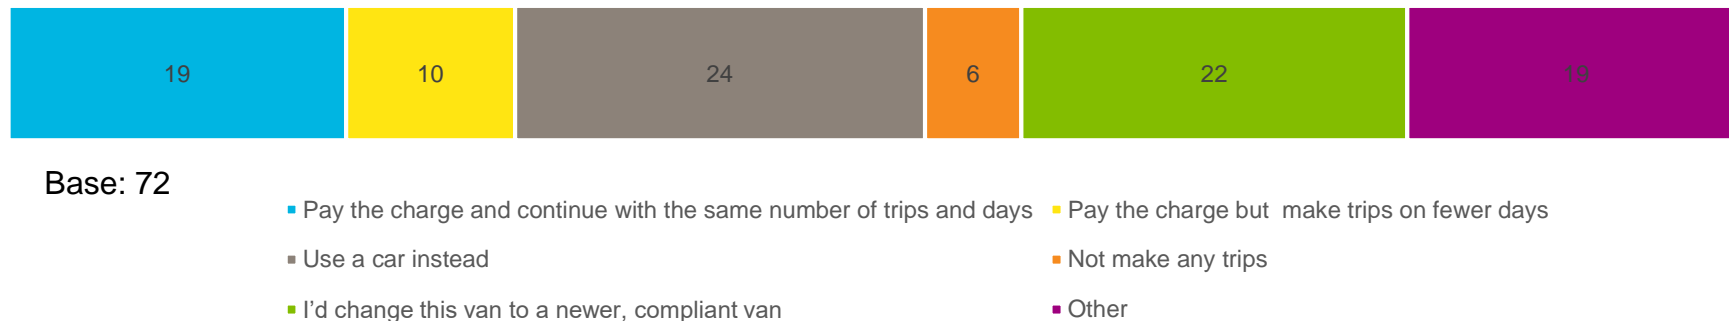 19 10 24 6 22 19
Base: 72
Pay the charge and continue with the same number of trips and days Pay the charge but make trips on fewer days
Use a car instead Not make any trips
I’d change this van to a newer, compliant van Other